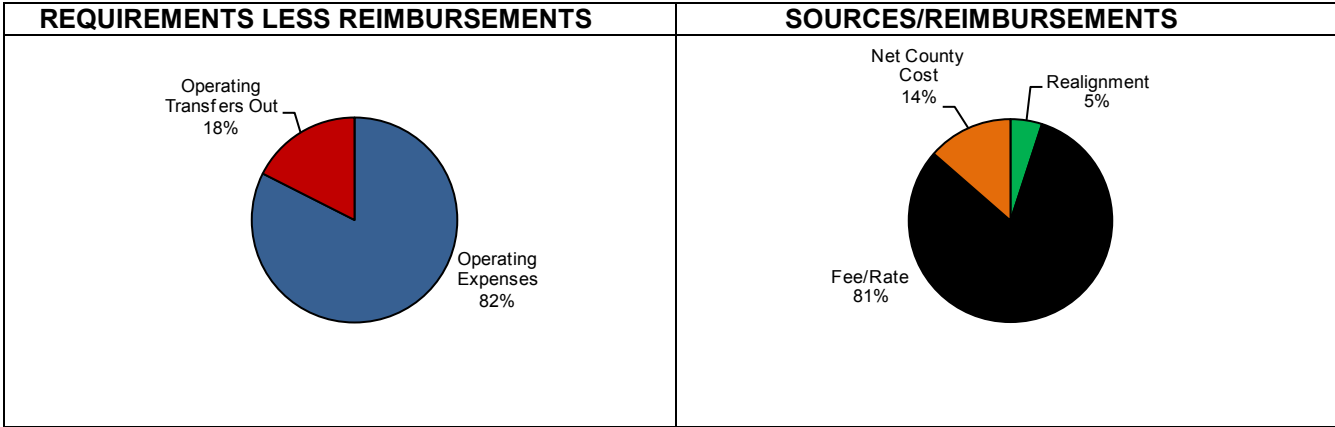 REQUIREMENTS LESS REIMBURSEMENTS
Operating
Transfers Out
18%
Operating
Expenses
82%
SOURCES/REIMBURSEMENTS
Net County
Cost
14%
Realignment
5%
Fee/Rate
81%